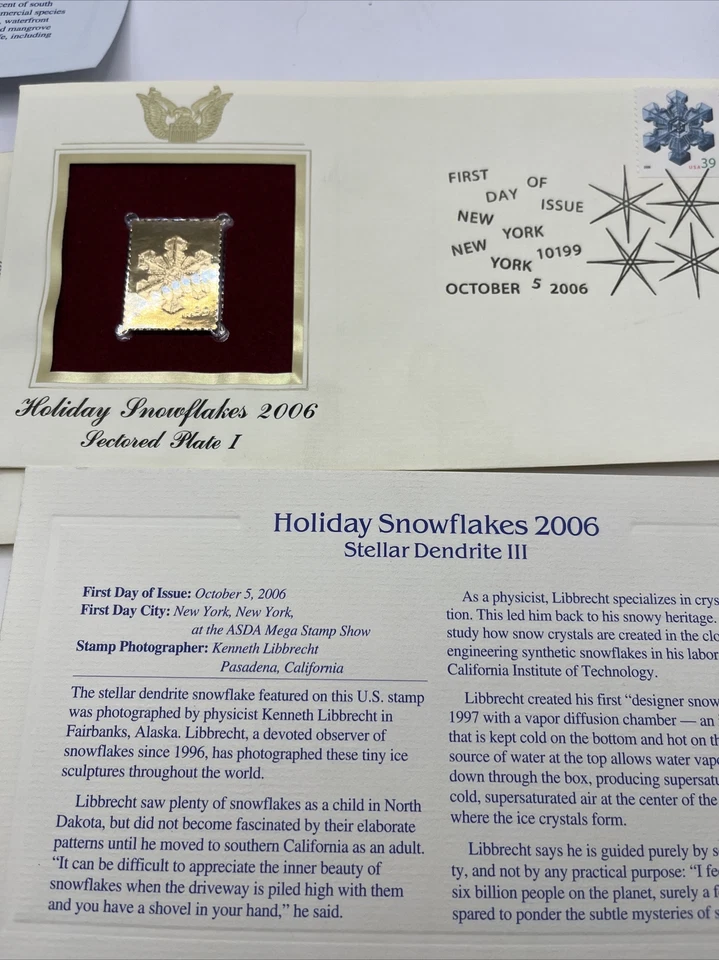 cent of south
mercial species
, waterfront
d mangrove
fe, including
FIRST
DAY OF
ISSUE
NEW
YORK
NEW
YORK 10199
OCTOBER 5 2006
USA 39
Holiday Snowflakes 2006
Sectored Plate I
Holiday Snowflakes 2006
Stellar Dendrite III
First Day of Issue: October 5, 2006
First Day City: New York, New York,
at the ASDA Mega Stamp Show
Stamp Photographer: Kenneth Libbrecht
Pasadena, California
The stellar dendrite snowflake featured on this U.S. stamp
was photographed by physicist Kenneth Libbrecht in
Fairbanks, Alaska. Libbrecht, a devoted observer of
snowflakes since 1996, has photographed these tiny ice
sculptures throughout the world.
Libbrecht saw plenty of snowflakes as a child in North
Dakota, but did not become fascinated by their elaborate
patterns until he moved to southern California as an adult.
“It can be difficult to appreciate the inner beauty of
snowflakes when the driveway is piled high with them
and you have a shovel in your hand,” he said.
As a physicist, Libbrecht specializes in crys
tion. This led him back to his snowy heritage.
study how snow crystals are created in the clo
engineering synthetic snowflakes in his labor
California Institute of Technology.
Libbrecht created his first “designer snow
1997 with a vapor diffusion chamber — an
that is kept cold on the bottom and hot on th
source of water at the top allows water vapo
down through the box, producing supersatu
cold, supersaturated air at the center of the
where the ice crystals form.
Libbrecht says he is guided purely by s
ty, and not by any practical purpose: “I fee
six billion people on the planet, surely a f
spared to ponder the subtle mysteries of s